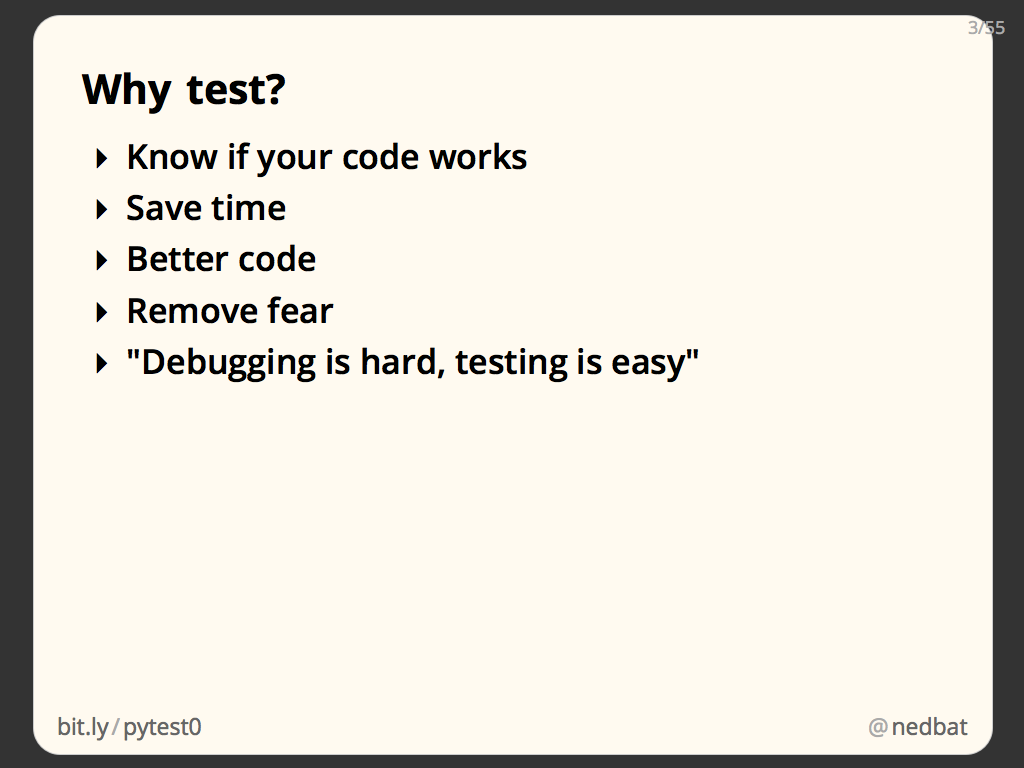 3/55
Why test?
Know if your code works
Save time
Better code
Remove fear
"Debugging is hard, testing is easy"
bit.ly/pytest0
@nedbat